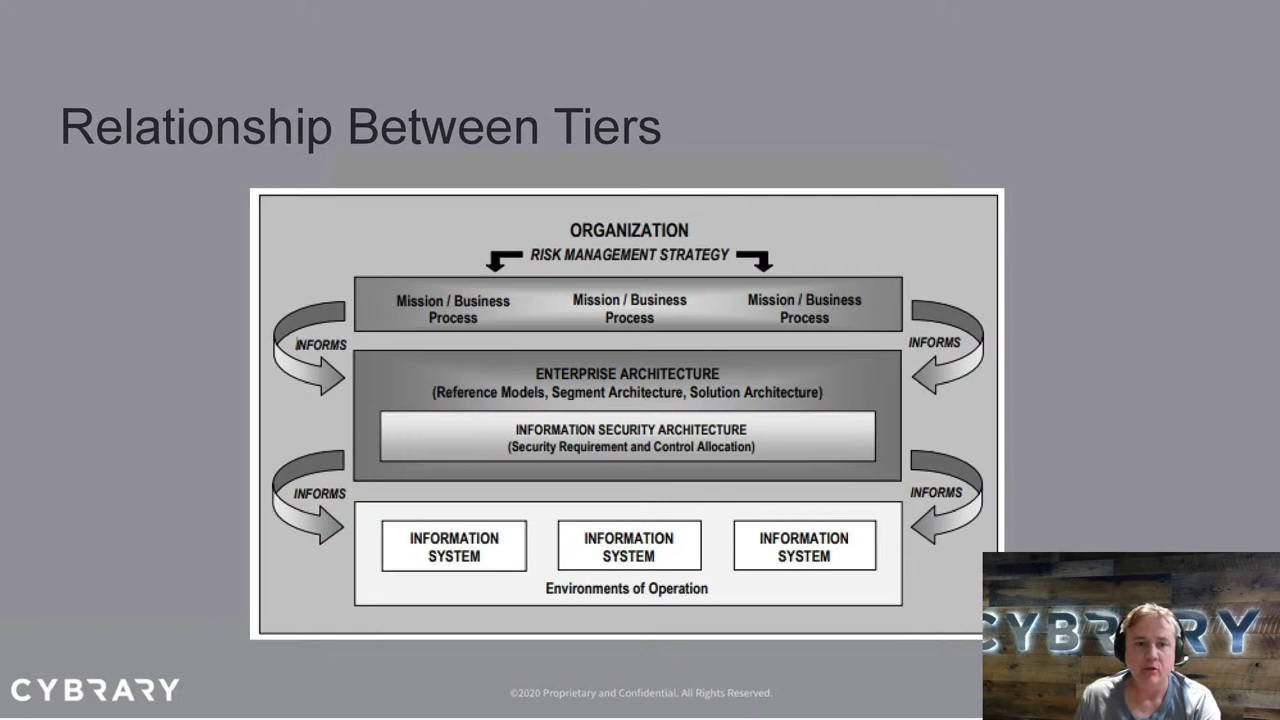 Relationship Between Tiers
ORGANIZATION
RISK MANAGEMENT STRATEGY
Mission / Business
Process
Mission / Business
Process
Mission / Business
Process
INFORMS
INFORMS
ENTERPRISE ARCHITECTURE
(Reference Models, Segment Architecture, Solution Architecture)
INFORMATION SECURITY ARCHITECTURE
(Security Requirement and Control Allocation)
INFORMS
INFORMS
INFORMATION
SYSTEM
INFORMATION
SYSTEM
INFORMATION
SYSTEM
Environments of Operation
CYBRARY
CYBRARY
©2020 Proprietary and Confidential. All Rights Reserved.